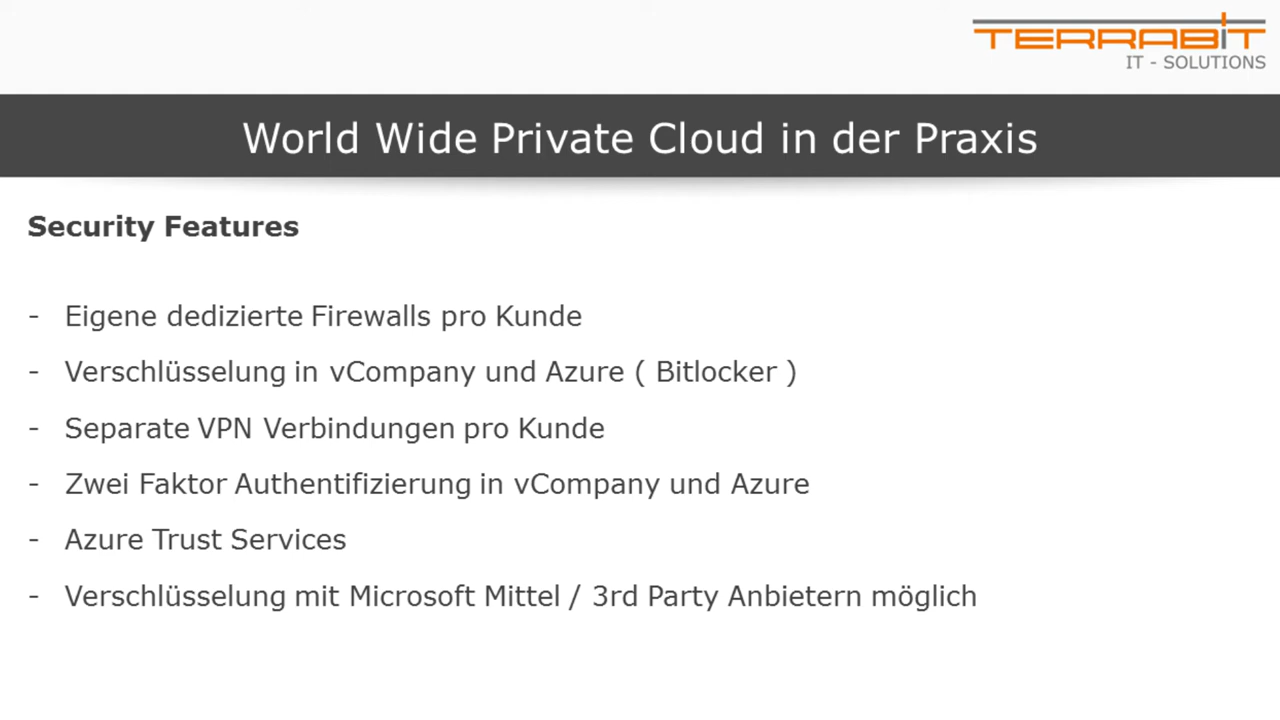 TERRABIT
IT - SOLUTIONS
World Wide Private Cloud in der Praxis
Security Features
- Eigene dedizierte Firewalls pro Kunde
- Verschlüsselung in vCompany und Azure ( Bitlocker )
- Separate VPN Verbindungen pro Kunde
- Zwei Faktor Authentifizierung in vCompany und Azure
- Azure Trust Services
- Verschlüsselung mit Microsoft Mittel / 3rd Party Anbietern möglich